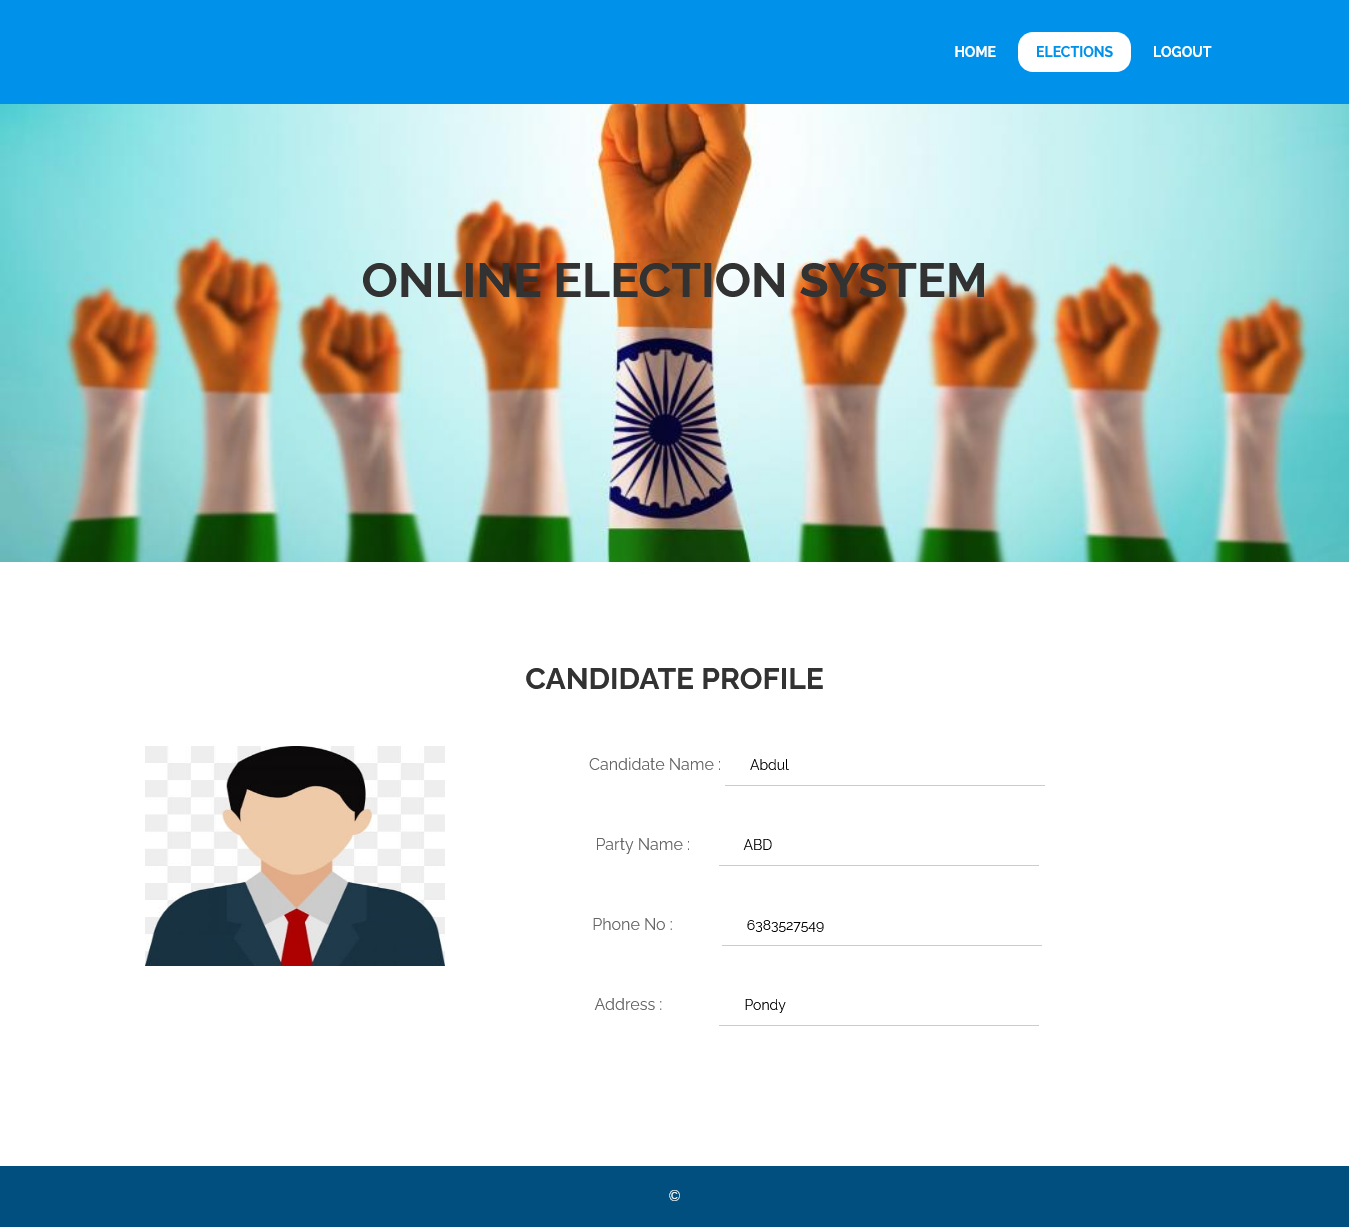 HOME ELECTIONS LOGOUT
ONLINE ELECTION SYSTEM
CANDIDATE PROFILE
Candidate Name : Abdul
Party Name : ABD
Phone No : 6383527549
Address : Pondy
©